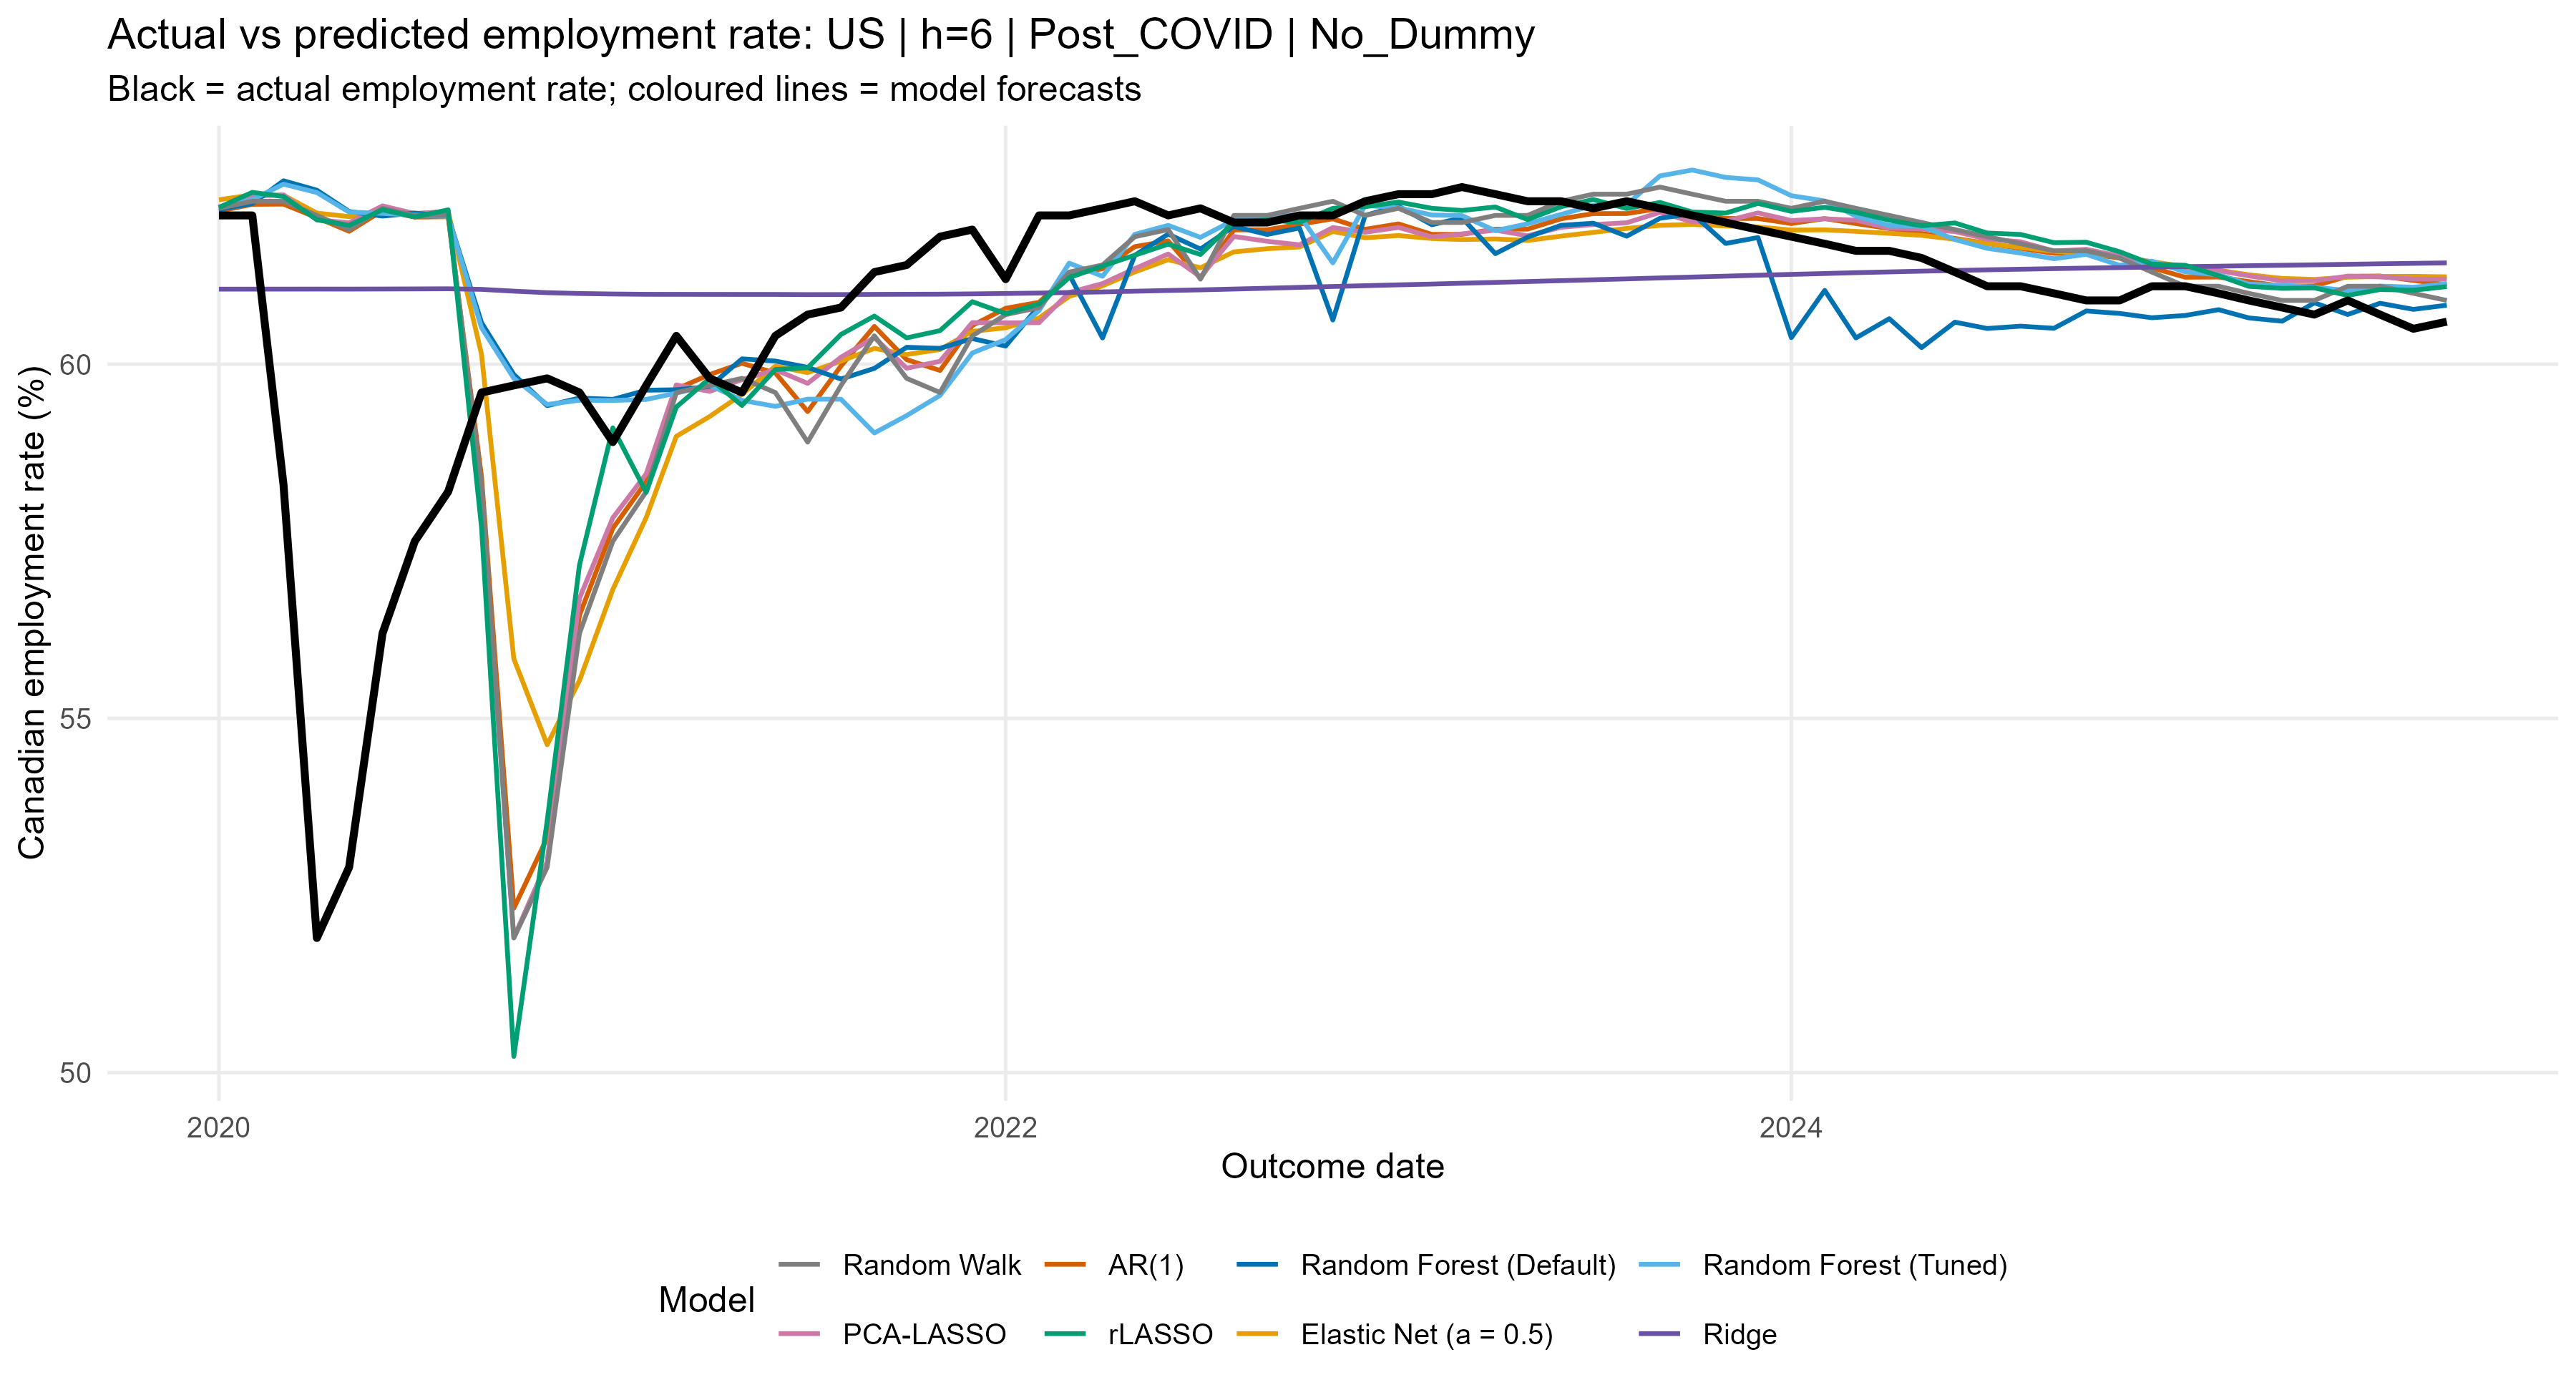 Actual vs predicted employment rate: US | h=6 | Post_COVID | No_Dummy
Black = actual employment rate; coloured lines = model forecasts
Canadian employment rate (%)
60
55
50
2020 2022 2024
Outcome date
Model
Random Walk AR(1) Random Forest (Default) Random Forest (Tuned)
PCA-LASSO rLASSO Elastic Net (a = 0.5) Ridge